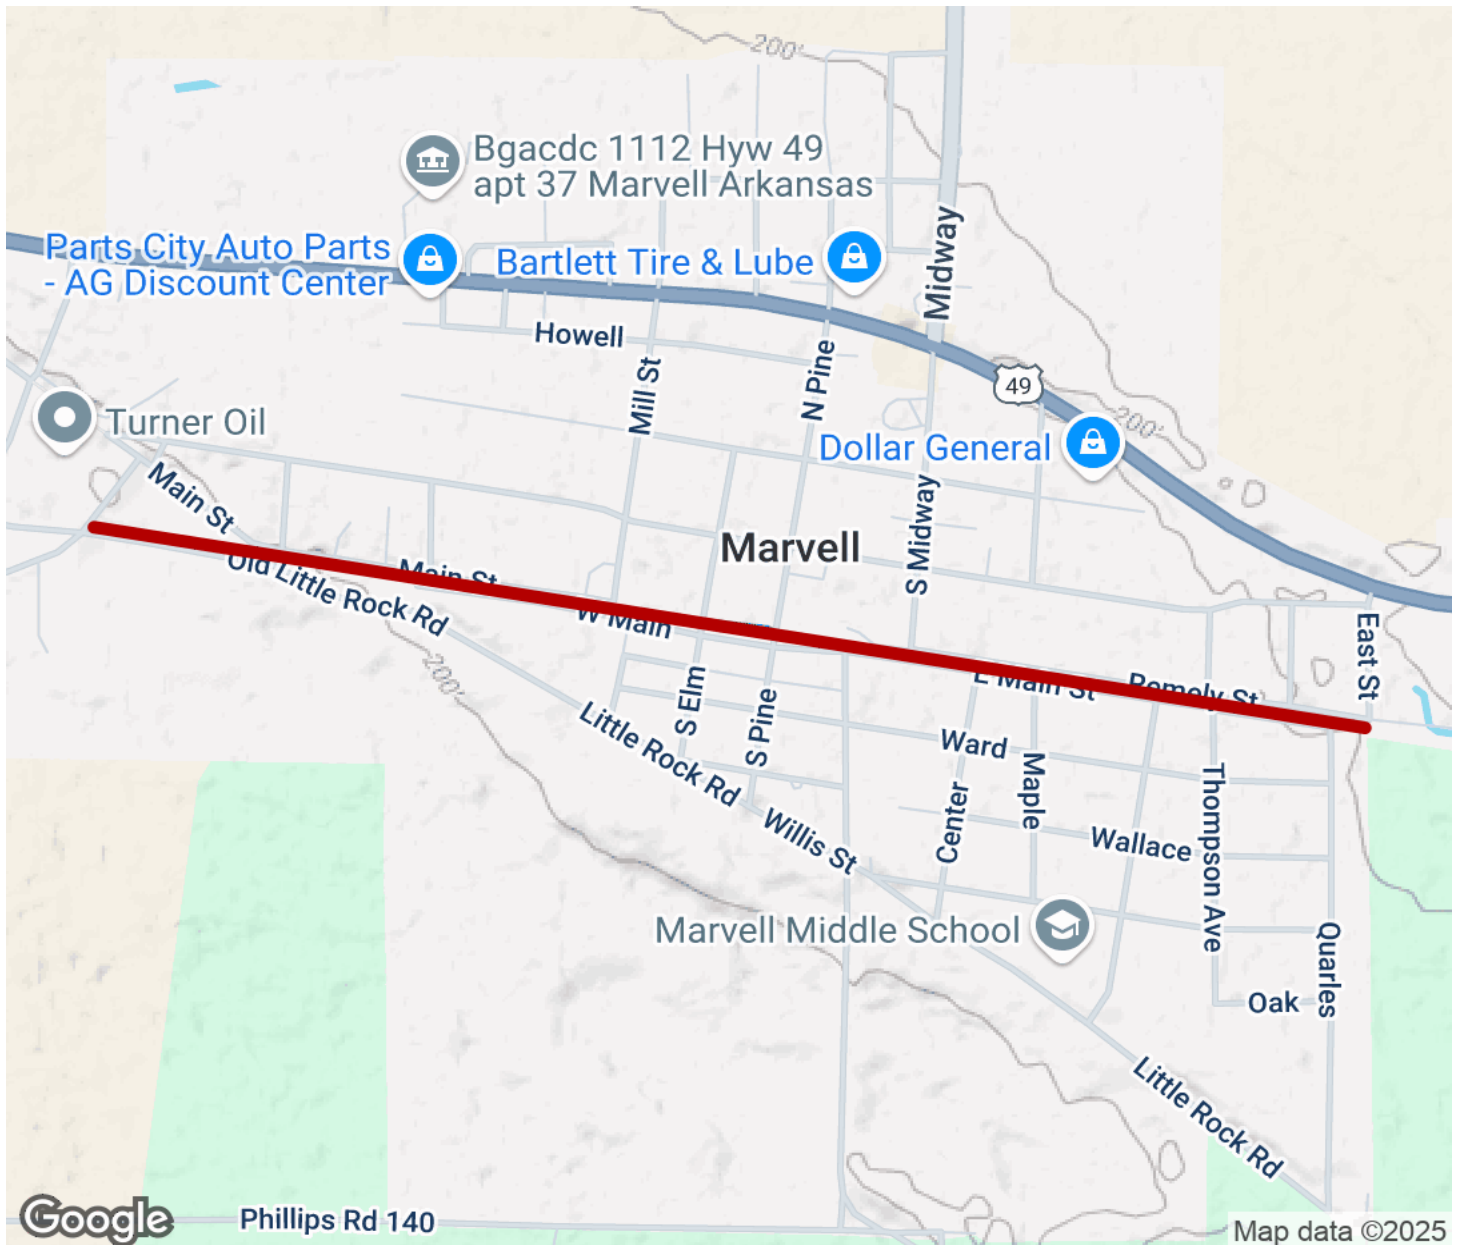 200'
Bgacdc 1112 Hyw 49
apt 37 Marvell Arkansas
Midway
Parts City Auto Parts
- AG Discount Center
Bartlett Tire & Lube
Howell
Mill St
N Pine
49
200'
Turner Oil
Dollar General
Main St
S Midway
Marvell
Old Little Rock Rd
Main St
W Main
East St
200'
S Elm
S Pine
E Main St
Remely St
Little Rock Rd
Ward
Maple
Center
Thompson Ave
Willis St
Wallace
Marvell Middle School
Quarles
Oak
Little Rock Rd
Google
Phillips Rd 140
Map data ©2025